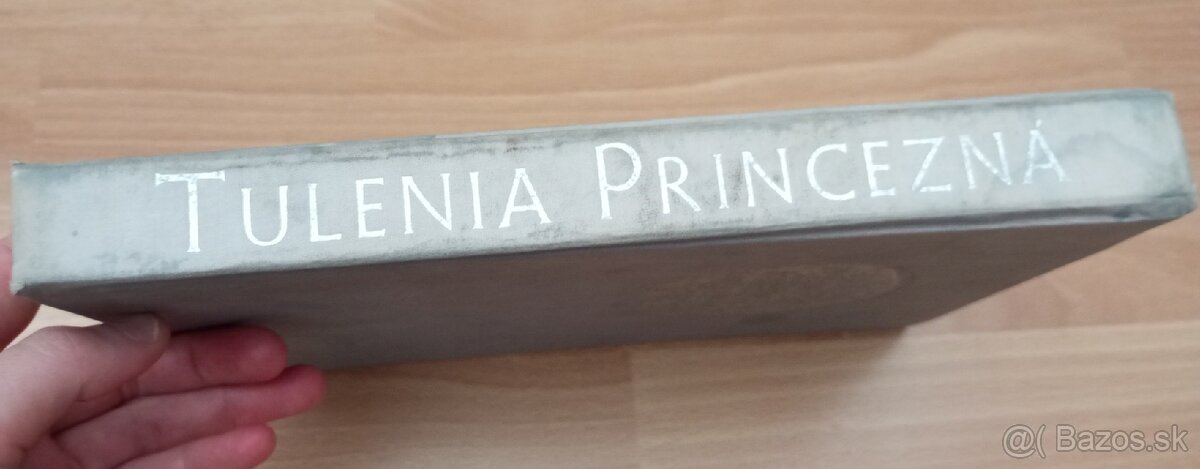 TULENIA PRINCEZNÁ
@( Bazos.sk